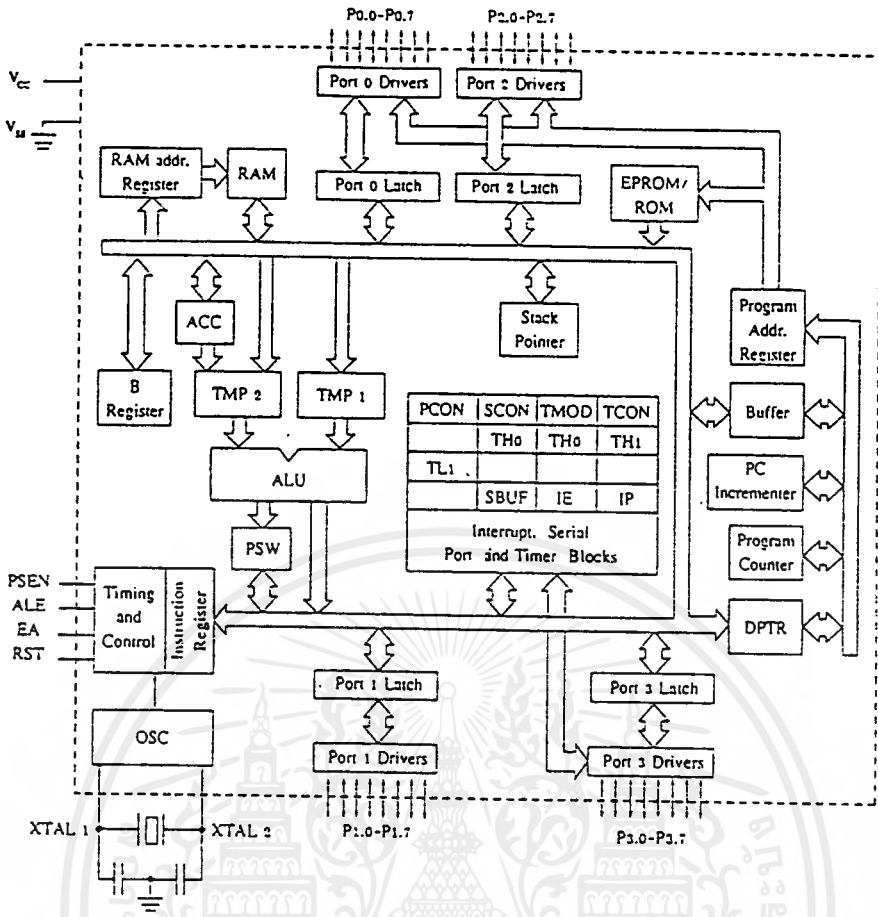 P0.0-P0.7
P2.0-P2.7
Port 0 Drivers
Port 2 Drivers
Vcc
Vss
RAM addr.
Register
RAM
Port 0 Latch
Port 2 Latch
EPROM/
ROM
ACC
Stack
Pointer
Program
Addr.
Register
B
Register
TMP 2
TMP 1
PCON SCON TMOD TCON
TH0 TH0 TH1
TL1
SBUF IE IP
Interrupt, Serial
Port and Timer Blocks
Buffer
ALU
PC
Incrementer
PSW
Program
Counter
PSEN
ALE
EA
RST
Timing
and
Control
Instruction
Register
DPTR
Port 1 Latch
Port 3 Latch
OSC
Port 1 Drivers
Port 3 Drivers
XTAL 1
XTAL 2
P1.0-P1.7
P3.0-P3.7